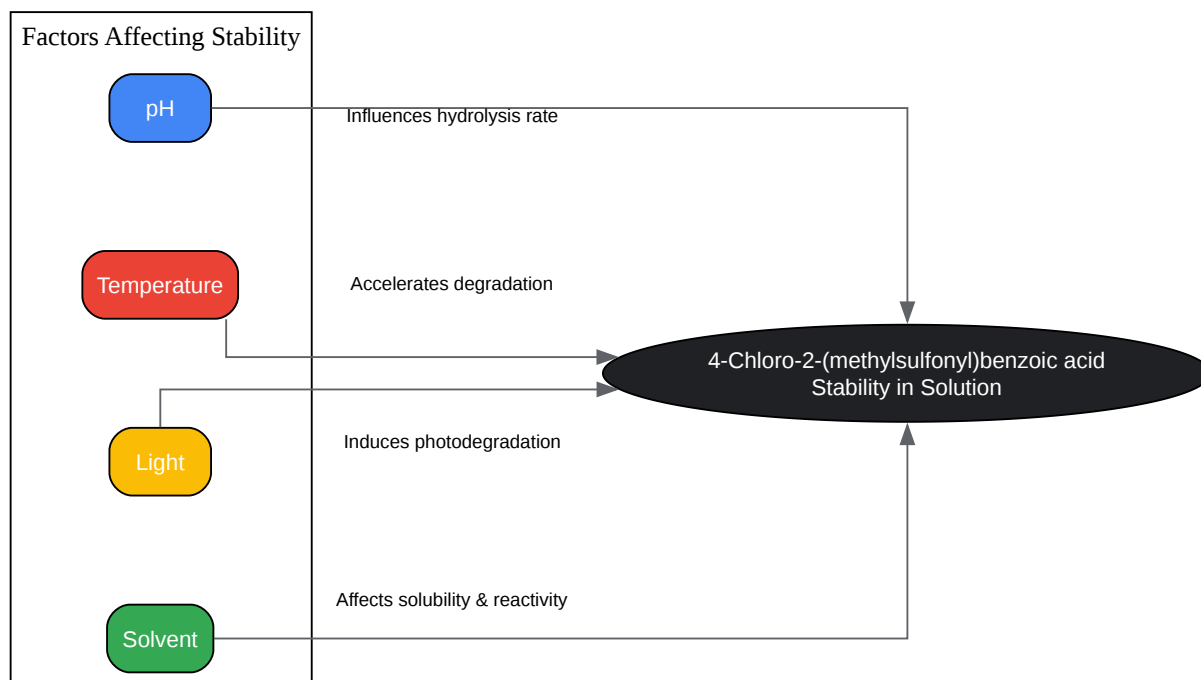 Factors Affecting Stability
pH
Influences hydrolysis rate
Temperature
Accelerates degradation
4-Chloro-2-(methylsulfonyl)benzoic acid
Stability in Solution
Light
Induces photodegradation
Solvent
Affects solubility & reactivity